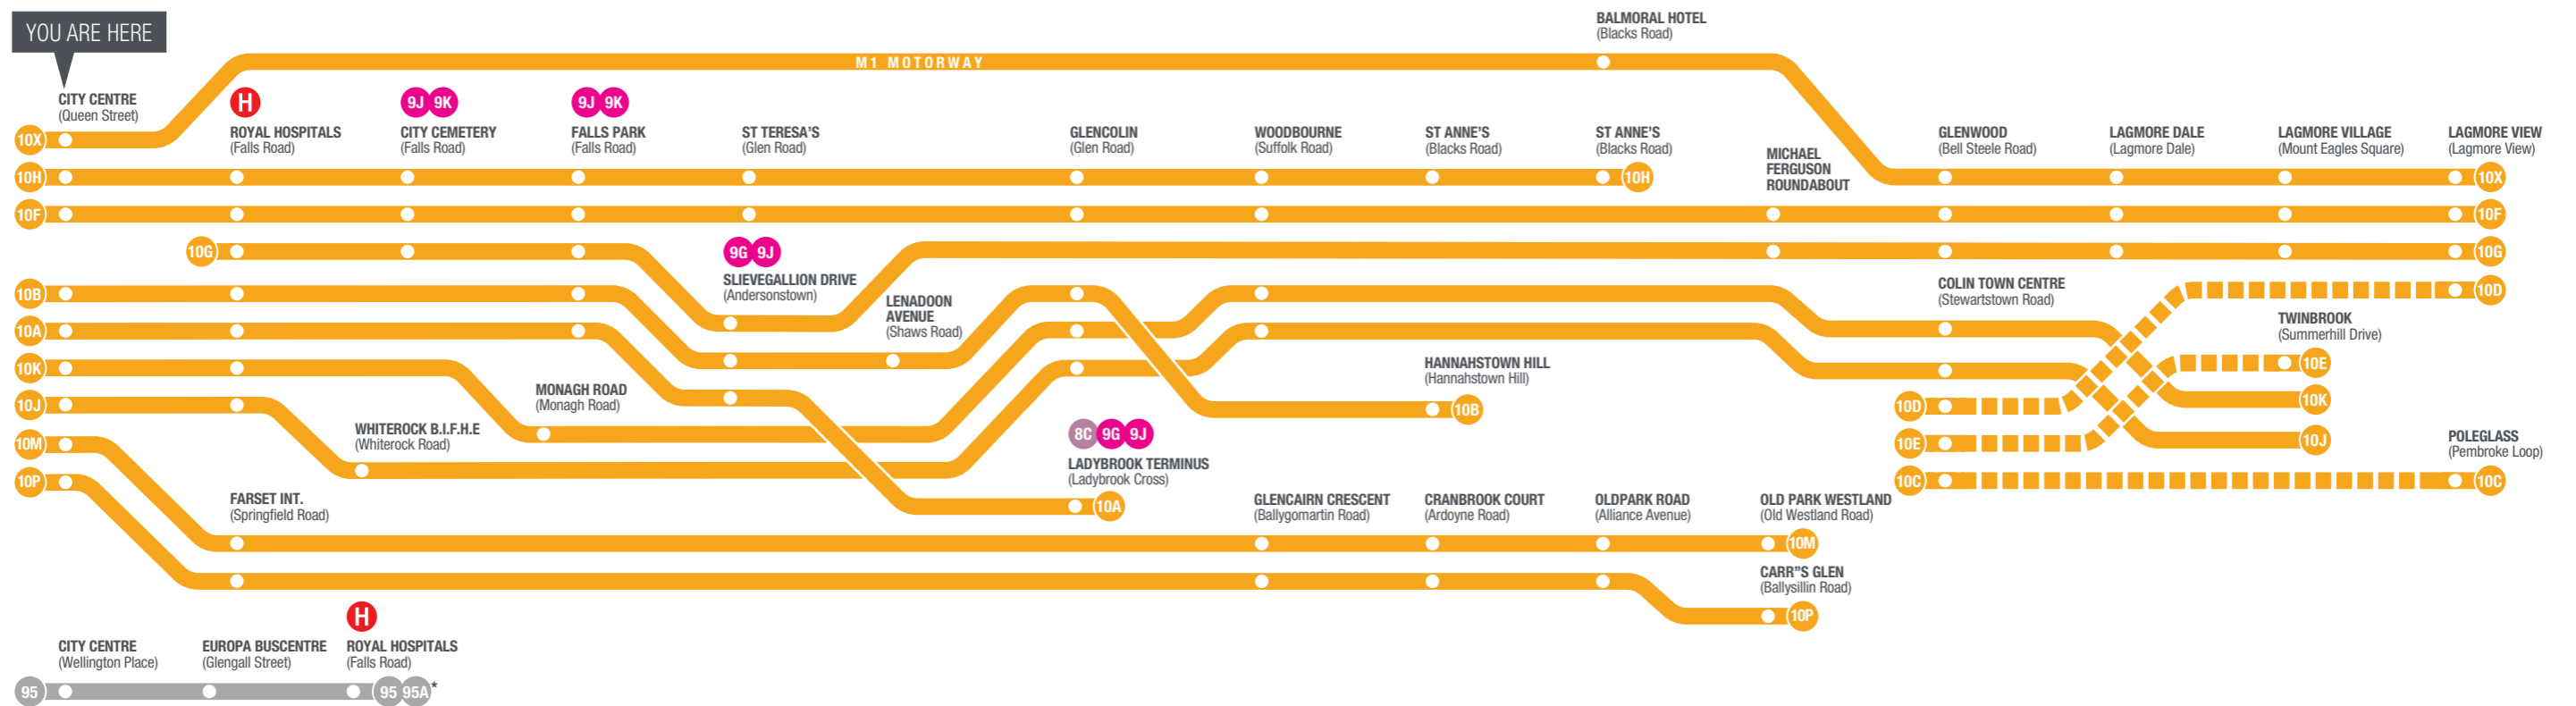 YOU ARE HERE
BALMORAL HOTEL
(Blacks Road)
M1 MOTORWAY
CITY CENTRE
(Queen Street)
H
9J 9K
9J 9K
ROYAL HOSPITALS
(Falls Road)
CITY CEMETERY
(Falls Road)
FALLS PARK
(Falls Road)
ST TERESA'S
(Glen Road)
GLENCOLIN
(Glen Road)
WOODBOURNE
(Suffolk Road)
ST ANNE'S
(Blacks Road)
ST ANNE'S
(Blacks Road)
MICHAEL
FERGUSON
ROUNDABOUT
GLENWOOD
(Bell Steele Road)
LAGMORE DALE
(Lagmore Dale)
LAGMORE VILLAGE
(Mount Eagles Square)
LAGMORE VIEW
(Lagmore View)
10X
10H
10H
10X
10F
10F
10G
9G 9J
10G
SLIEVEGALLION DRIVE
(Andersonstown)
LENADOON
AVENUE
(Shaws Road)
COLIN TOWN CENTRE
(Stewartstown Road)
10B
10D
TWINBROOK
(Summerhill Drive)
10A
10K
MONAGH ROAD
(Monagh Road)
HANNAHSTOWN HILL
(Hannahstown Hill)
10E
10K
10J
10B
10D
WHITEROCK B.I.F.H.E
(Whiterock Road)
8C 9G 9J
10M
10E
10J
POLEGLASS
(Pembroke Loop)
LADYBROOK TERMINUS
(Ladybrook Cross)
10P
10C
10C
FARSET INT.
(Springfield Road)
10A
GLENCAIRN CRESCENT
(Ballygomartin Road)
CRANBROOK COURT
(Ardoyne Road)
OLDPARK ROAD
(Alliance Avenue)
OLD PARK WESTLAND
(Old Westland Road)
10M
CARR"S GLEN
(Ballysillin Road)
10P
H
CITY CENTRE
(Wellington Place)
EUROPA BUSCENTRE
(Glengall Street)
ROYAL HOSPITALS
(Falls Road)
95
95 95A*